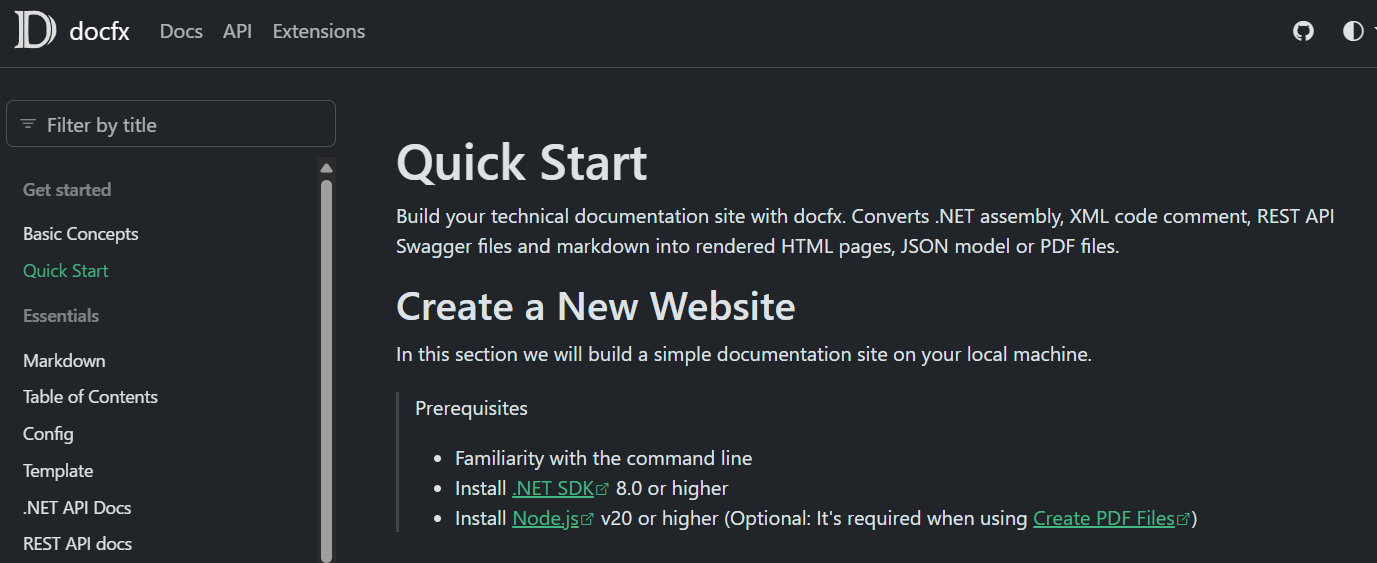 docfx Docs API Extensions
Filter by title
Get started
Basic Concepts
Quick Start
Essentials
Markdown
Table of Contents
Config
Template
.NET API Docs
REST API docs
Quick Start
Build your technical documentation site with docfx. Converts .NET assembly, XML code comment, REST API
Swagger files and markdown into rendered HTML pages, JSON model or PDF files.
Create a New Website
In this section we will build a simple documentation site on your local machine.
Prerequisites
• Familiarity with the command line
• Install .NET SDK 8.0 or higher
• Install Node.js v20 or higher (Optional: It's required when using Create PDF Files)